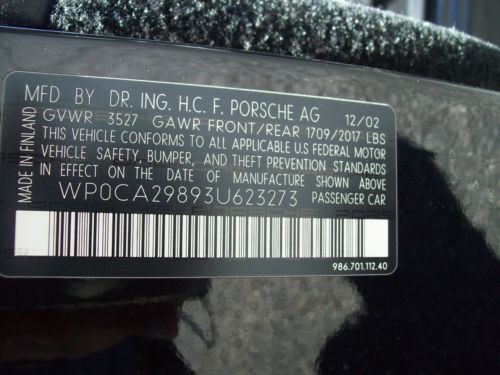 MFD BY DR. ING. H.C. F. PORSCHE AG 12/02
MADE IN FINLAND
GVWR 3527 GAWR FRONT/REAR 1709/2017 LBS
THIS VEHICLE CONFORMS TO ALL APPLICABLE U.S. FEDERAL MOTOR
VEHICLE SAFETY, BUMPER, AND THEFT PREVENTION STANDARDS
IN EFFECT ON THE DATE OF MANUFACTURE SHOWN ABOVE
WP0CA29893U623273 PASSENGER CAR
986.701.112.40